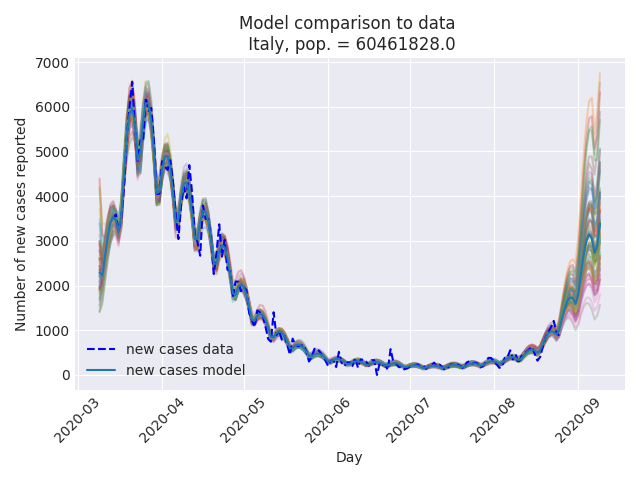 Model comparison to data
Italy, pop. = 60461828.0
Number of new cases reported
7000
6000
5000
4000
3000
2000
1000
0
new cases data
new cases model
2020-03
2020-04
2020-05
2020-06
2020-07
2020-08
2020-09
Day